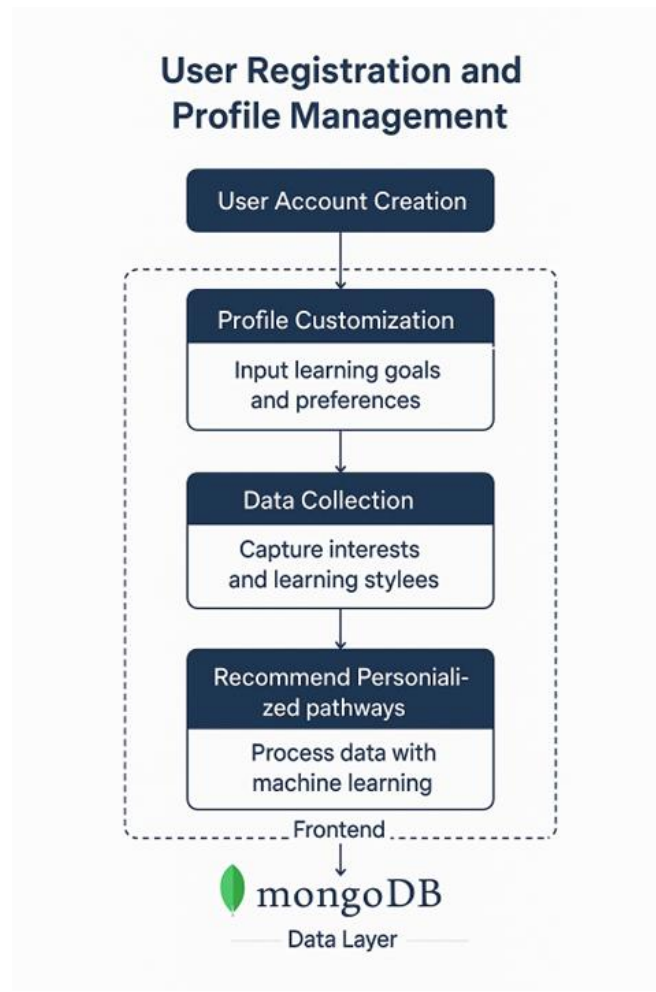 User Registration and
Profile Management
User Account Creation
Profile Customization
Input learning goals
and preferences
Data Collection
Capture interests
and learning stylees
Recommend Personiali-
zed pathways
Process data with
machine learning
Frontend
mongoDB
Data Layer